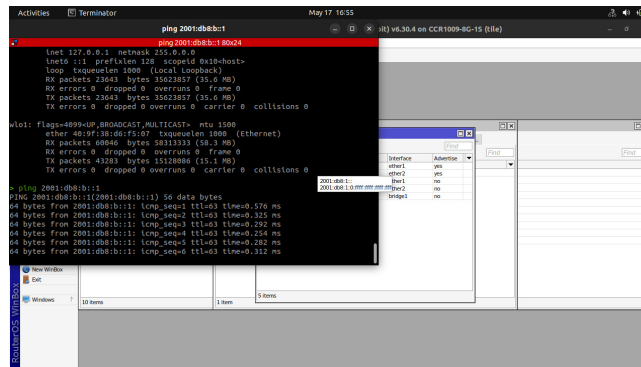 Activities
Terminator
May 17 16:55
ping 2001:db8:b::1
bit) v6.30.4 on CCR1009-8G-1S (tile)
ping 2001:db8:b::1 80x24
inet 127.0.0.1 netmask 255.0.0.0
inet6 ::1 prefixlen 128 scopeid 0x10<host>
loop txqueuelen 1000 (Local Loopback)
RX packets 23643 bytes 35623857 (35.6 MB)
RX errors 0 dropped 0 overruns 0 frame 0
TX packets 23643 bytes 35623857 (35.6 MB)
TX errors 0 dropped 0 overruns 0 carrier 0 collisions 0
wlo1: flags=4099<UP,BROADCAST,MULTICAST> mtu 1500
ether 40:9f:38:d6:f5:07 txqueuelen 1000 (Ethernet)
RX packets 60046 bytes 58313333 (58.3 MB)
RX errors 0 dropped 0 overruns 0 frame 0
TX packets 43283 bytes 15128086 (15.1 MB)
TX errors 0 dropped 0 overruns 0 carrier 0 collisions 0
> ping 2001:db8:b::1
PING 2001:db8:b::1(2001:db8:b::1) 56 data bytes
64 bytes from 2001:db8:b::1: icmp_seq=1 ttl=63 time=0.576 ms
64 bytes from 2001:db8:b::1: icmp_seq=2 ttl=63 time=0.325 ms
64 bytes from 2001:db8:b::1: icmp_seq=3 ttl=63 time=0.292 ms
64 bytes from 2001:db8:b::1: icmp_seq=4 ttl=63 time=0.254 ms
64 bytes from 2001:db8:b::1: icmp_seq=5 ttl=63 time=0.282 ms
64 bytes from 2001:db8:b::1: icmp_seq=6 ttl=63 time=0.312 ms
Find
Find
Find
Interface Advertise
ether1 yes
ether2 yes
ether1 no
ether2 no
bridge1 no
2001:db8:1::
2001:db8:1:0:ffff:ffff:ffff:ffff
New WinBox
Exit
Windows
10 items
1 item
5 items
RouterOS WinBox